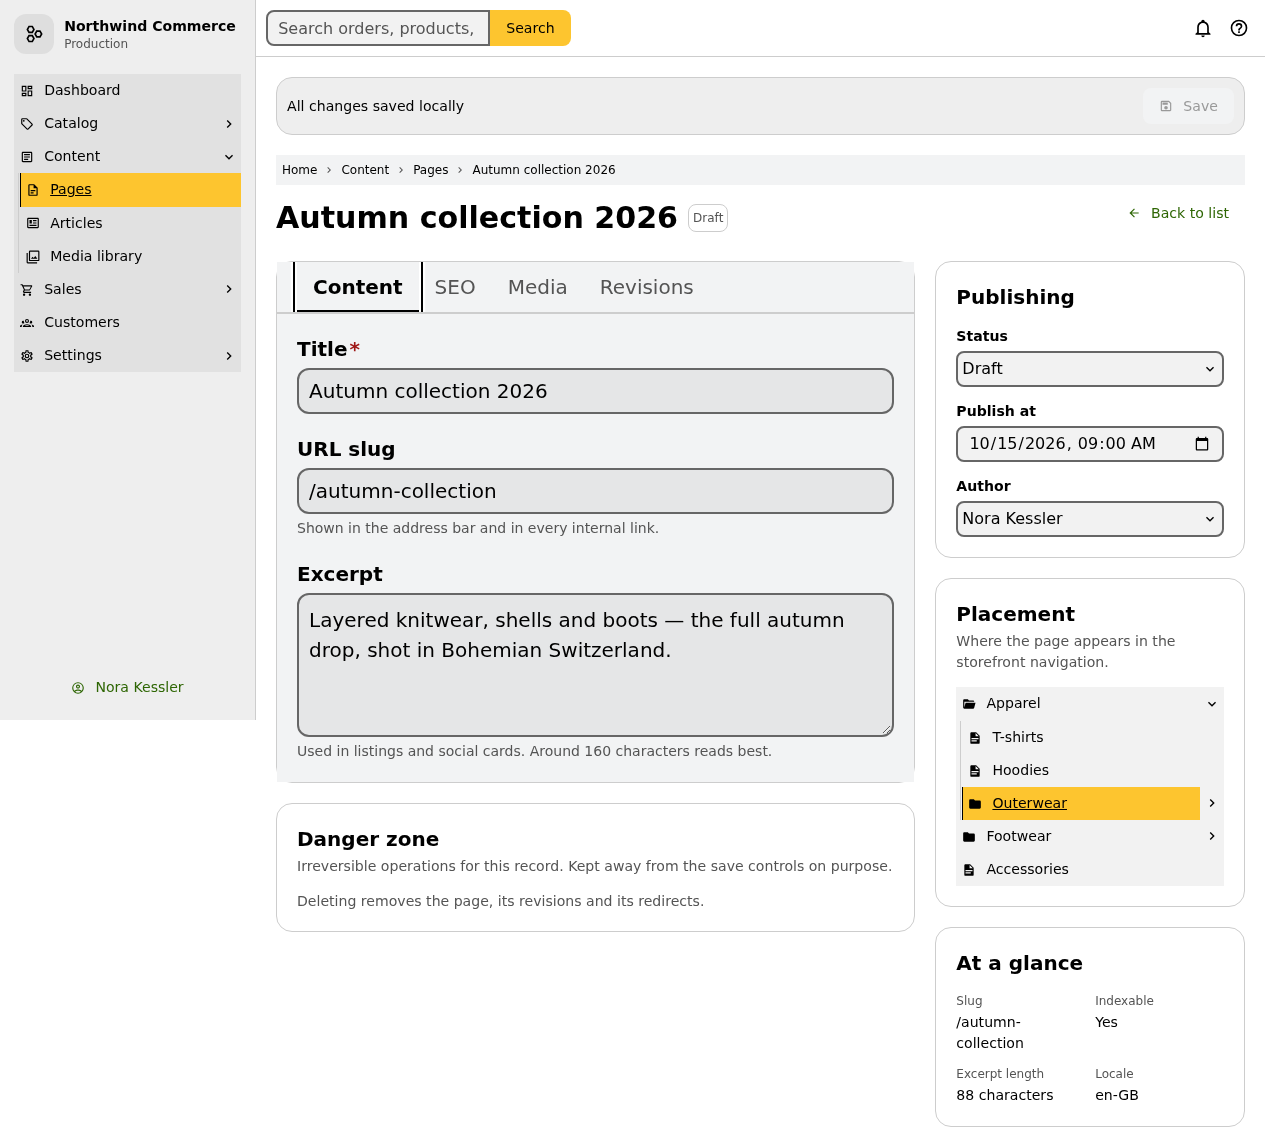 Northwind Commerce
Production
Search orders, products,
Search
Dashboard
Catalog
Content
Pages
Articles
Media library
Sales
Customers
Settings
Nora Kessler
All changes saved locally
Save
Home › Content › Pages › Autumn collection 2026
Autumn collection 2026
Draft
Back to list
Content
SEO
Media
Revisions
Title*
Autumn collection 2026
URL slug
/autumn-collection
Shown in the address bar and in every internal link.
Excerpt
Layered knitwear, shells and boots — the full autumn
drop, shot in Bohemian Switzerland.
Used in listings and social cards. Around 160 characters reads best.
Danger zone
Irreversible operations for this record. Kept away from the save controls on purpose.
Deleting removes the page, its revisions and its redirects.
Publishing
Status
Draft
Publish at
10/15/2026, 09:00 AM
Author
Nora Kessler
Placement
Where the page appears in the
storefront navigation.
Apparel
T-shirts
Hoodies
Outerwear
Footwear
Accessories
At a glance
Slug
/autumn-
collection
Indexable
Yes
Excerpt length
88 characters
Locale
en-GB